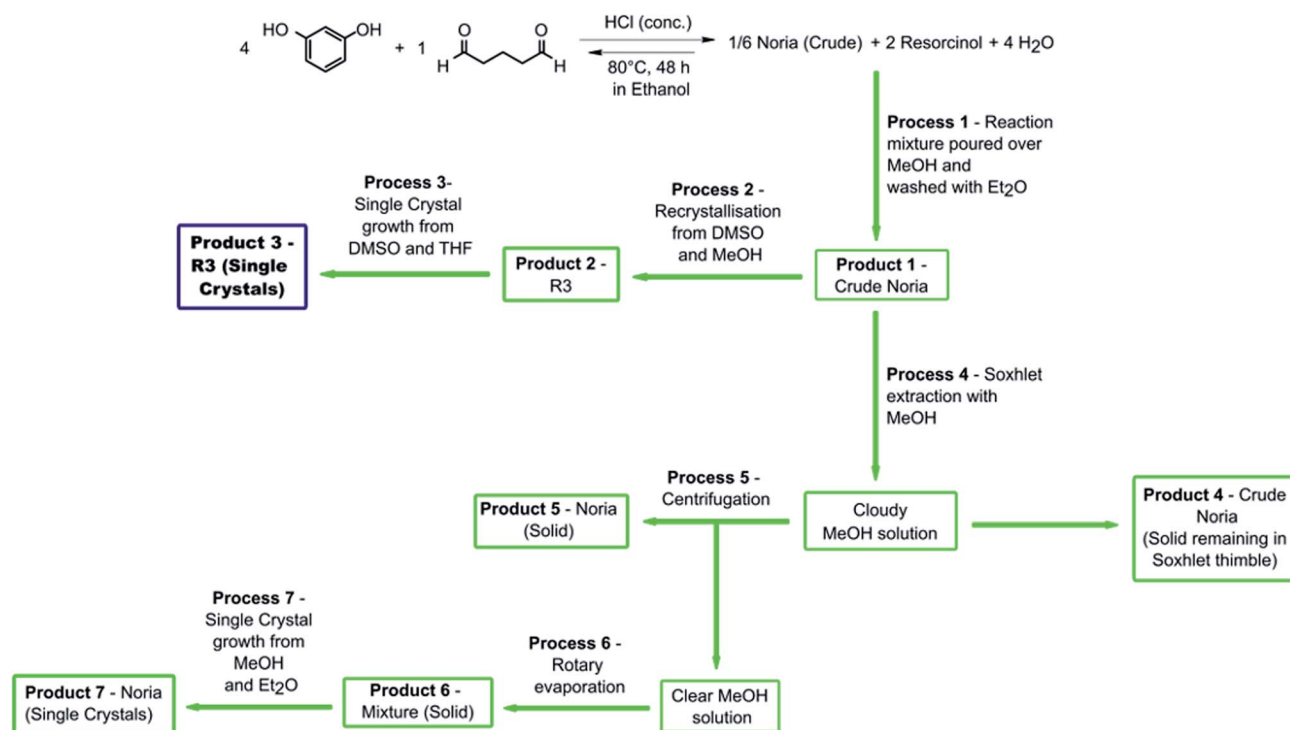 HO
OH
4
+ 1
O
O
H
H
HCl (conc.)
80°C, 48 h
in Ethanol
1/6 Noria (Crude) + 2 Resorcinol + 4 H₂O
Process 1 - Reaction
mixture poured over
MeOH and
washed with Et₂O
Process 3-
Single Crystal
growth from
DMSO and THF
Process 2 -
Recrystallisation
from DMSO
and MeOH
Product 3 -
R3 (Single
Crystals)
Product 2 -
R3
Product 1 -
Crude Noria
Process 4 - Soxhlet
extraction with
MeOH
Process 5 -
Centrifugation
Product 5 - Noria
(Solid)
Cloudy
MeOH solution
Product 4 - Crude
Noria
(Solid remaining in
Soxhlet thimble)
Process 7 -
Single Crystal
growth from
MeOH
and Et₂O
Process 6 -
Rotary
evaporation
Product 7 - Noria
(Single Crystals)
Product 6 -
Mixture (Solid)
Clear MeOH
solution